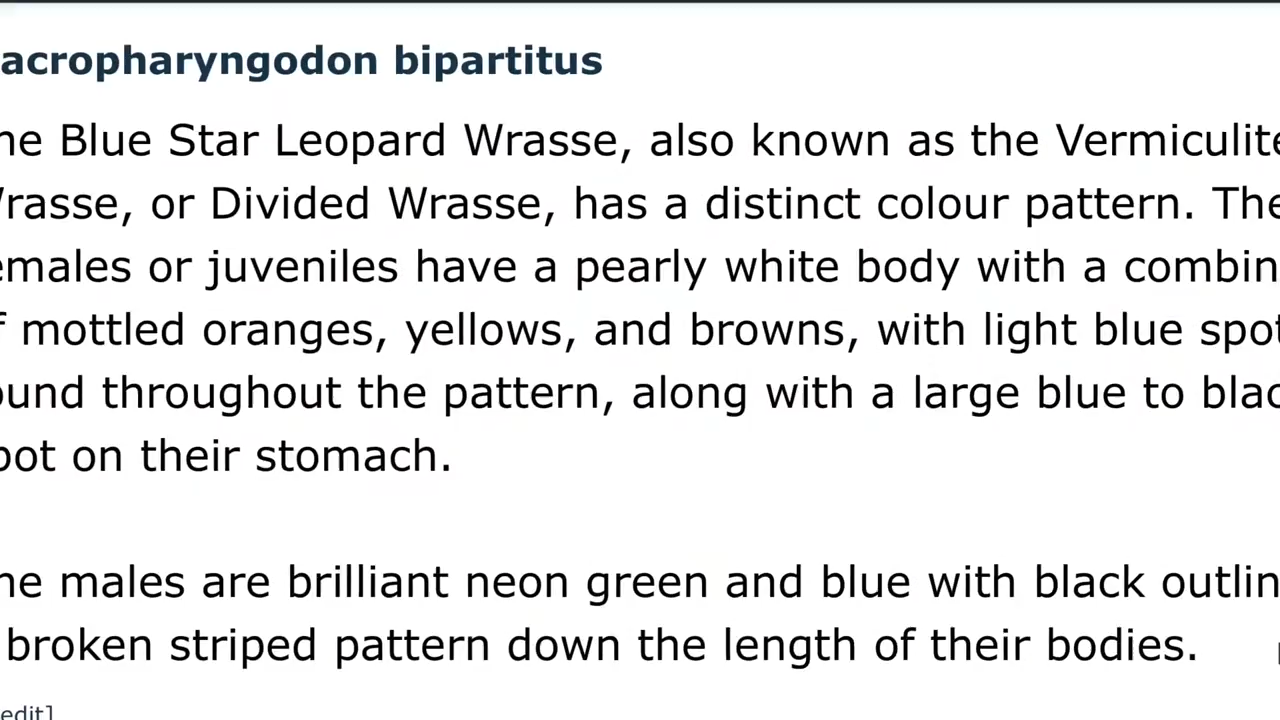 acropharyngodon bipartitus
he Blue Star Leopard Wrasse, also known as the Vermiculite
rasse, or Divided Wrasse, has a distinct colour pattern. The
emales or juveniles have a pearly white body with a combin
f mottled oranges, yellows, and browns, with light blue spot
ound throughout the pattern, along with a large blue to blac
pot on their stomach.
he males are brilliant neon green and blue with black outlin
broken striped pattern down the length of their bodies.
edit]